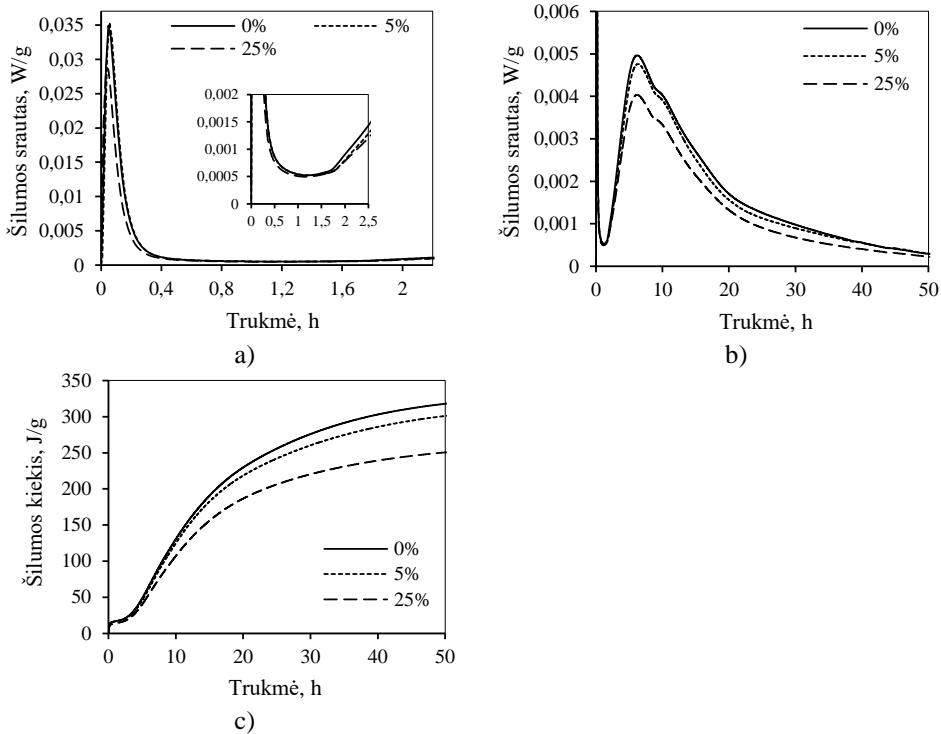 0%
5%
25%
Šilumos srautas, W/g
0,035
0,03
0,025
0,02
0,015
0,01
0,005
0
0 0,4 0,8 1,2 1,6 2
Trukmė, h
0,002
0,0015
0,001
0,0005
0
0 0,5 1 1,5 2 2,5
a)
0%
5%
25%
Šilumos srautas, W/g
0,006
0,005
0,004
0,003
0,002
0,001
0
0 10 20 30 40 50
Trukmė, h
b)
Šilumos kiekis, J/g
350
300
250
200
150
100
50
0
0%
5%
25%
0 10 20 30 40 50
Trukmė, h
c)